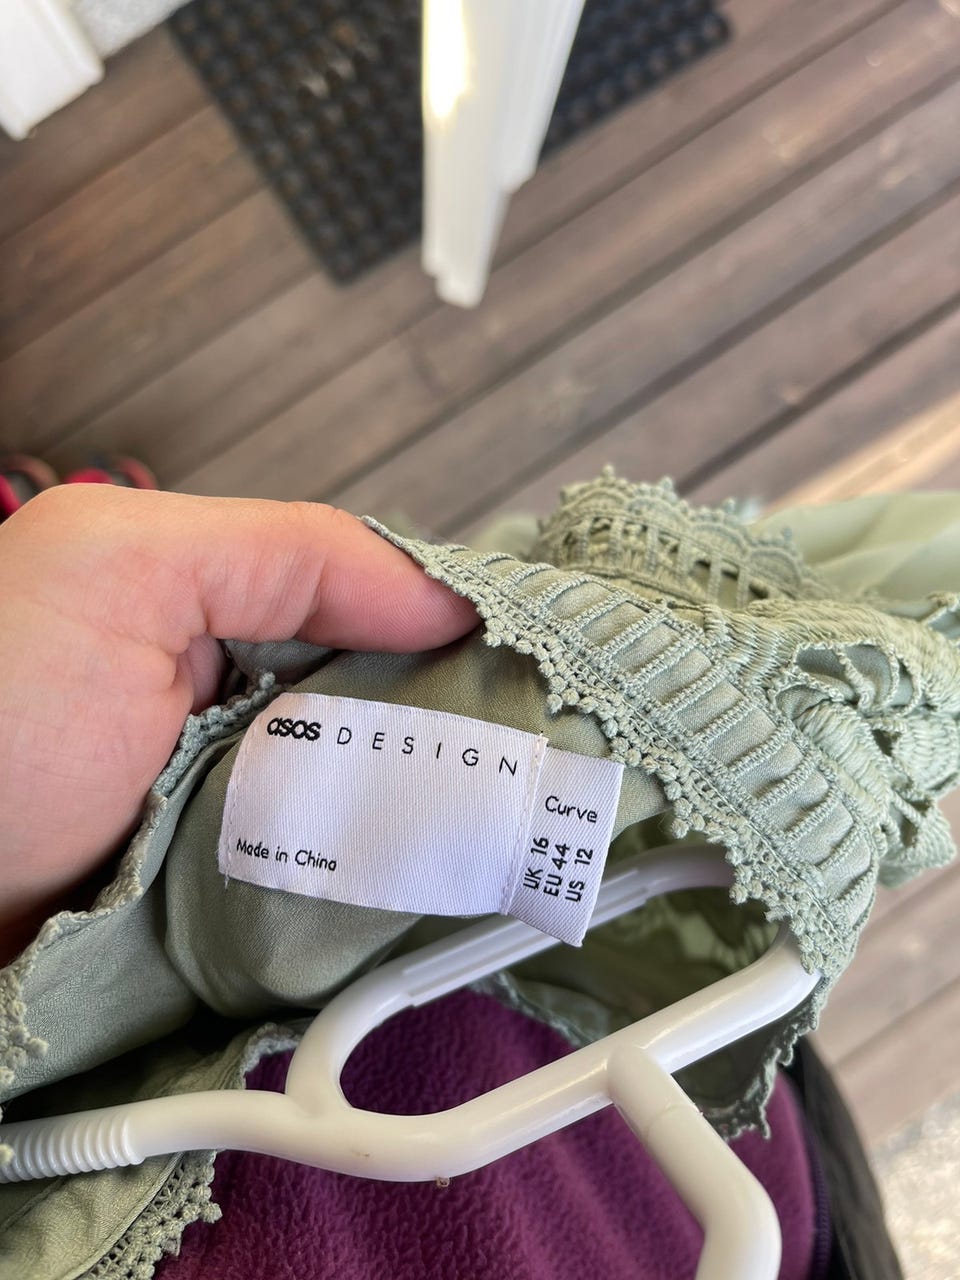 asos DESIGN
Made in China
Curve
UK 16
EU 44
US 12